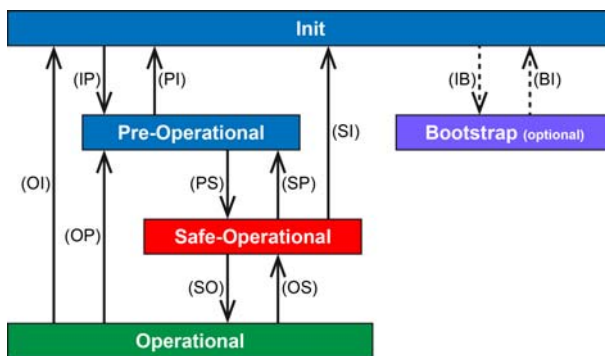 Init
(IP)
(PI)
(IB)
(BI)
Pre-Operational
(SI)
Bootstrap (optional)
(OI)
(PS)
(SP)
(OP)
Safe-Operational
(SO)
(OS)
Operational